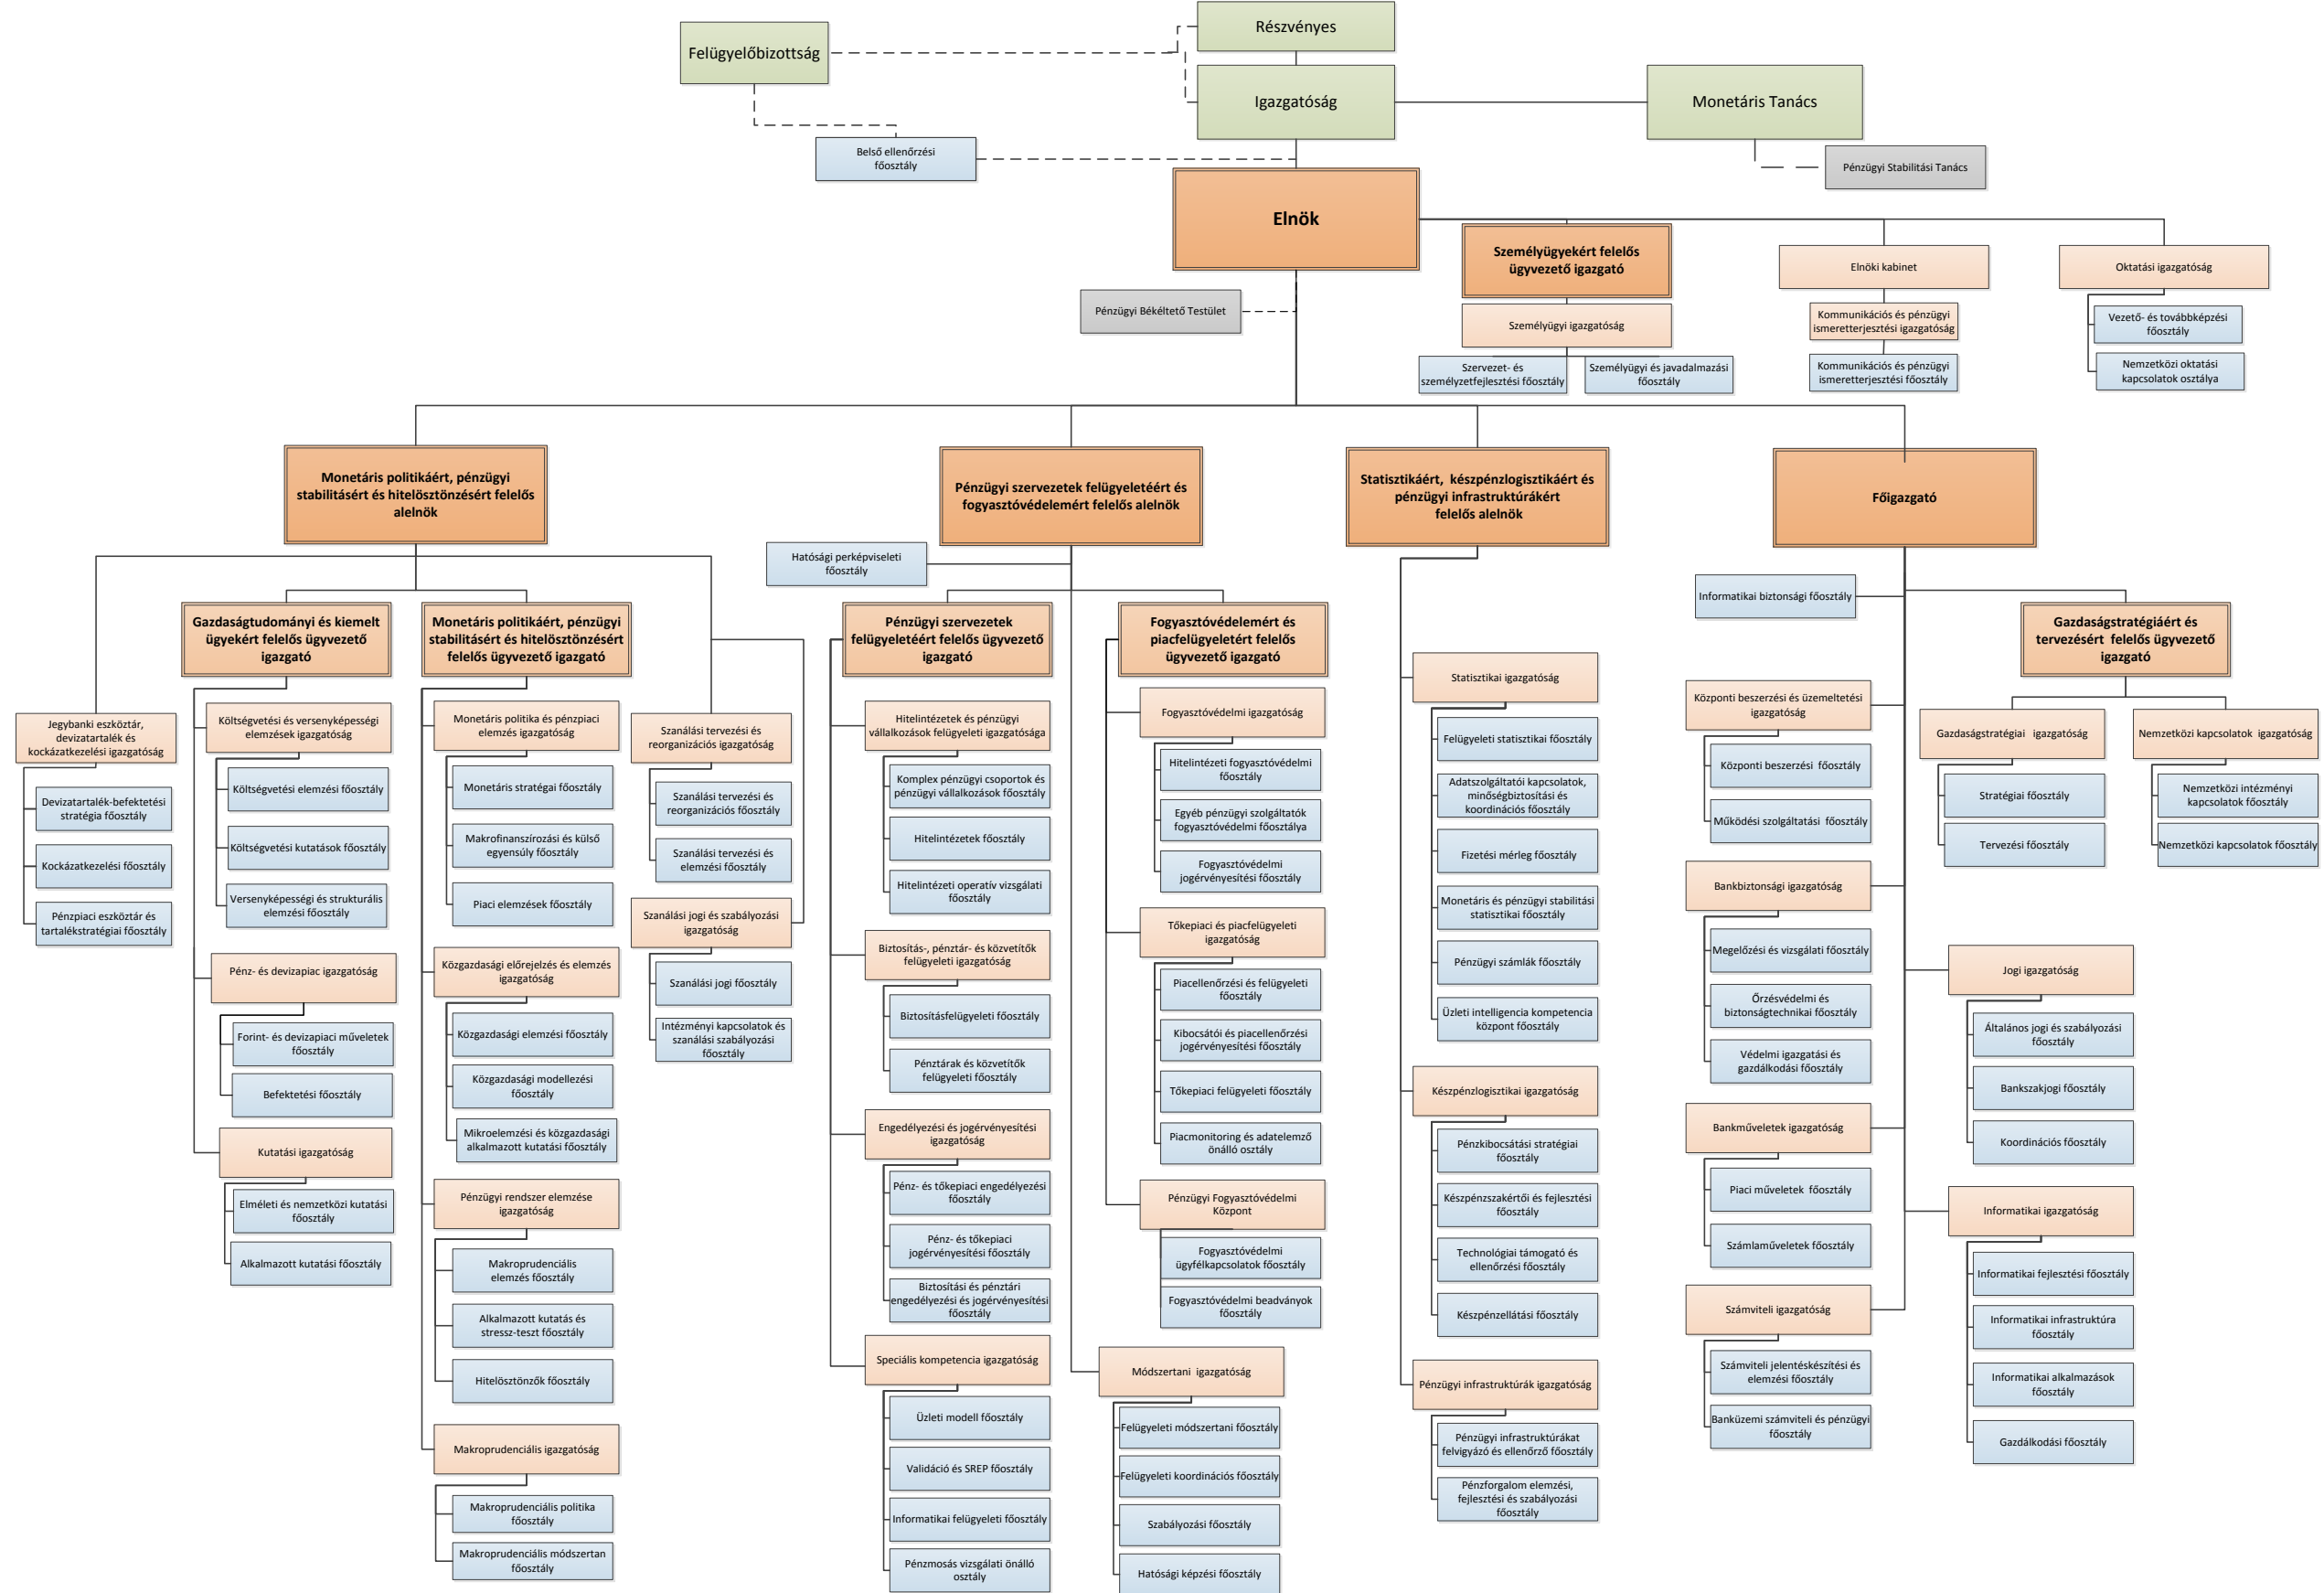 Részvényes
Felügyelőbizottság
Igazgatóság
Monetáris Tanács
Belső ellenőrzési
főosztály
Pénzügyi Stabilitási Tanács
Elnök
Személyügyekért felelős
ügyvezető igazgató
Elnöki kabinet
Oktatási igazgatóság
Pénzügyi Békéltető Testület
Személyügyi igazgatóság
Kommunikációs és pénzügyi
ismeretterjesztési igazgatóság
Vezető- és továbbképzési
főosztály
Szervezet- és
személyzetfejlesztési főosztály
Személyügyi és javadalmazási
főosztály
Kommunikációs és pénzügyi
ismeretterjesztési főosztály
Nemzetközi oktatási
kapcsolatok osztálya
Monetáris politikáért, pénzügyi
stabilitásért és hitelösztönzésért felelős
alelnök
Pénzügyi szervezetek felügyeletéért és
fogyasztóvédelemért felelős alelnök
Statisztikáért, készpénzlogisztikáért és
pénzügyi infrastruktúrákért
felelős alelnök
Főigazgató
Hatósági perképviseleti
főosztály
Informatikai biztonsági főosztály
Gazdaságtudományi és kiemelt
ügyekért felelős ügyvezető
igazgató
Monetáris politikáért, pénzügyi
stabilitásért és hitelösztönzésért
felelős ügyvezető igazgató
Pénzügyi szervezetek
felügyeletéért felelős ügyvezető
igazgató
Fogyasztóvédelemért és
piacfelügyeletért felelős
ügyvezető igazgató
Gazdaságstratégiáért és
tervezésért felelős ügyvezető
igazgató
Jegybanki eszköztár,
devizatartalék és
kockázatkezelési igazgatóság
Devizatartalék-befektetési
stratégia főosztály
Kockázatkezelési főosztály
Pénzpiaci eszköztár és
tartalékstratégiai főosztály
Költségvetési és versenyképességi
elemzések igazgatóság
Költségvetési elemzési főosztály
Költségvetési kutatások főosztály
Versenyképességi és strukturális
elemzési főosztály
Pénz- és devizapiac igazgatóság
Forint- és devizapiaci műveletek
főosztály
Befektetési főosztály
Kutatási igazgatóság
Elméleti és nemzetközi kutatási
főosztály
Alkalmazott kutatási főosztály
Monetáris politika és pénzpiaci
elemzés igazgatóság
Monetáris stratégai főosztály
Makrofinanszírozási és külső
egyensúly főosztály
Piaci elemzések főosztály
Közgazdasági előrejelzés és elemzés
igazgatóság
Közgazdasági elemzési főosztály
Közgazdasági modellezési
főosztály
Mikroelemzési és közgazdasági
alkalmazott kutatási főosztály
Pénzügyi rendszer elemzése
igazgatóság
Makroprudenciális
elemzés főosztály
Alkalmazott kutatás és
stressz-teszt főosztály
Hitelösztönzők főosztály
Makroprudenciális igazgatóság
Makroprudenciális politika
főosztály
Makroprudenciális módszertan
főosztály
Szanálási tervezési és
reorganizációs igazgatóság
Szanálási tervezési és
reorganizációs főosztály
Szanálási tervezési és
elemzési főosztály
Szanálási jogi és szabályozási
igazgatóság
Szanálási jogi főosztály
Intézményi kapcsolatok és
szanálási szabályozási
főosztály
Hitelintézetek és pénzügyi
vállalkozások felügyeleti igazgatósága
Komplex pénzügyi csoportok és
pénzügyi vállalkozások főosztály
Hitelintézetek főosztály
Hitelintézeti operatív vizsgálati
főosztály
Biztosítás-, pénztár- és közvetítők
felügyeleti igazgatóság
Biztosításfelügyeleti főosztály
Pénztárak és közvetítők
felügyeleti főosztály
Engedélyezési és jogérvényesítési
igazgatóság
Pénz- és tőkepiaci engedélyezési
főosztály
Pénz- és tőkepiaci
jogérvényesítési főosztály
Biztosítási és pénztári
engedélyezési és jogérvényesítési
főosztály
Speciális kompetencia igazgatóság
Üzleti modell főosztály
Validáció és SREP főosztály
Informatikai felügyeleti főosztály
Pénzmosás vizsgálati önálló
osztály
Fogyasztóvédelmi igazgatóság
Hitelintézeti fogyasztóvédelmi
főosztály
Egyéb pénzügyi szolgáltatók
fogyasztóvédelmi főosztálya
Fogyasztóvédelmi
jogérvényesítési főosztály
Tőkepiaci és piacfelügyeleti
igazgatóság
Piacellenőrzési és felügyeleti
főosztály
Kibocsátói és piacellenőrzési
jogérvényesítési főosztály
Tőkepiaci felügyeleti főosztály
Piacmonitoring és adatelemző
önálló osztály
Pénzügyi Fogyasztóvédelmi
Központ
Fogyasztóvédelmi
ügyfélkapcsolatok főosztály
Fogyasztóvédelmi beadványok
főosztály
Módszertani igazgatóság
Felügyeleti módszertani főosztály
Felügyeleti koordinációs főosztály
Szabályozási főosztály
Hatósági képzési főosztály
Statisztikai igazgatóság
Felügyeleti statisztikai főosztály
Adatszolgáltatói kapcsolatok,
minőségbiztosítási és
koordinációs főosztály
Fizetési mérleg főosztály
Monetáris és pénzügyi stabilitási
statisztikai főosztály
Pénzügyi számlák főosztály
Üzleti intelligencia kompetencia
központ főosztály
Készpénzlogisztikai igazgatóság
Pénzkibocsátási stratégiai
főosztály
Készpénzszakértői és fejlesztési
főosztály
Technológiai támogató és
ellenőrzési főosztály
Készpénzellátási főosztály
Pénzügyi infrastruktúrák igazgatóság
Pénzügyi infrastruktúrákat
felvigyázó és ellenőrző főosztály
Pénzforgalom elemzési,
fejlesztési és szabályozási
főosztály
Központi beszerzési és üzemeltetési
igazgatóság
Központi beszerzési főosztály
Működési szolgáltatási főosztály
Bankbiztonsági igazgatóság
Megelőzési és vizsgálati főosztály
Őrzésvédelmi és
biztonságtechnikai főosztály
Védelmi igazgatási és
gazdálkodási főosztály
Bankműveletek igazgatóság
Piaci műveletek főosztály
Számlaműveletek főosztály
Számviteli igazgatóság
Számviteli jelentéskészítési és
elemzési főosztály
Banküzemi számviteli és pénzügyi
főosztály
Gazdaságstratégiai igazgatóság
Stratégiai főosztály
Tervezési főosztály
Nemzetközi kapcsolatok igazgatóság
Nemzetközi intézményi
kapcsolatok főosztály
Nemzetközi kapcsolatok főosztály
Jogi igazgatóság
Általános jogi és szabályozási
főosztály
Bankszakjogi főosztály
Koordinációs főosztály
Informatikai igazgatóság
Informatikai fejlesztési főosztály
Informatikai infrastruktúra
főosztály
Informatikai alkalmazások
főosztály
Gazdálkodási főosztály